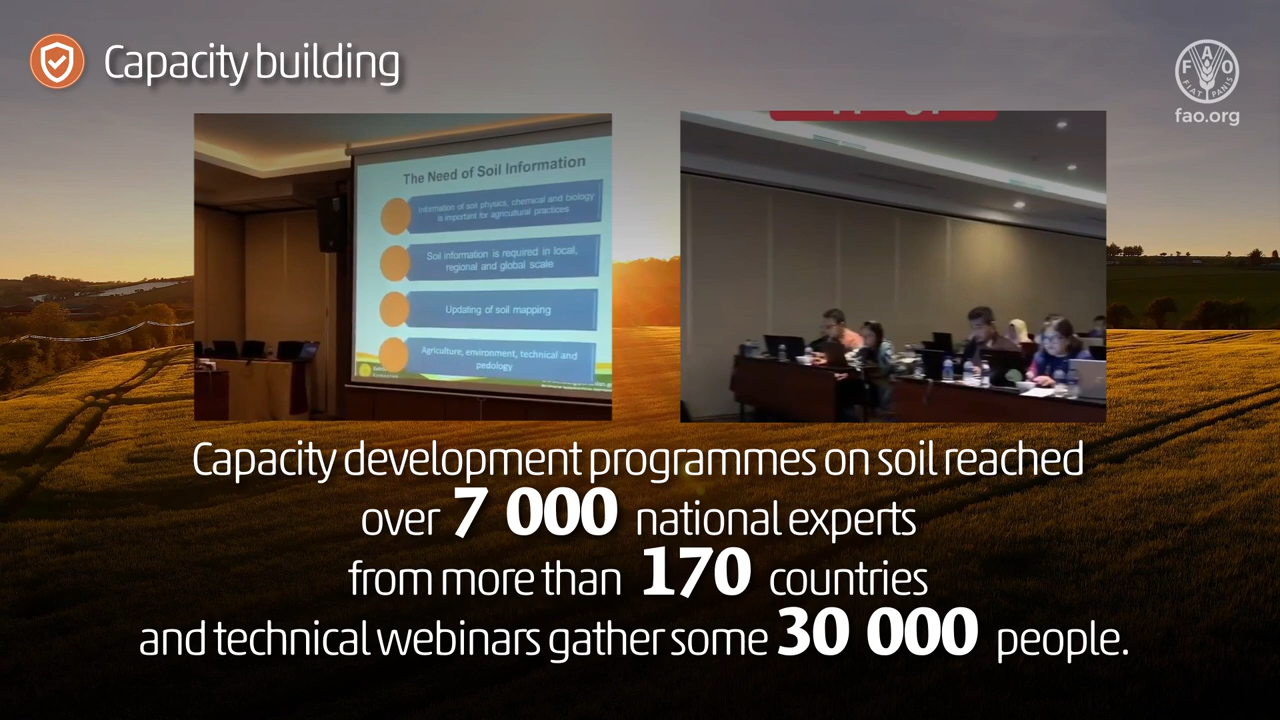 Capacity building
FAO
FIAT PANIS
fao.org
The Need of Soil Information
Information of soil physics, chemical and biology
is important for agricultural practices
Soil information is required in local,
regional and global scale
Updating of soil mapping
Agriculture, environment, technical and
pedology
Capacity development programmes on soil reached
over 7 000 national experts
from more than 170 countries
and technical webinars gather some 30 000 people.